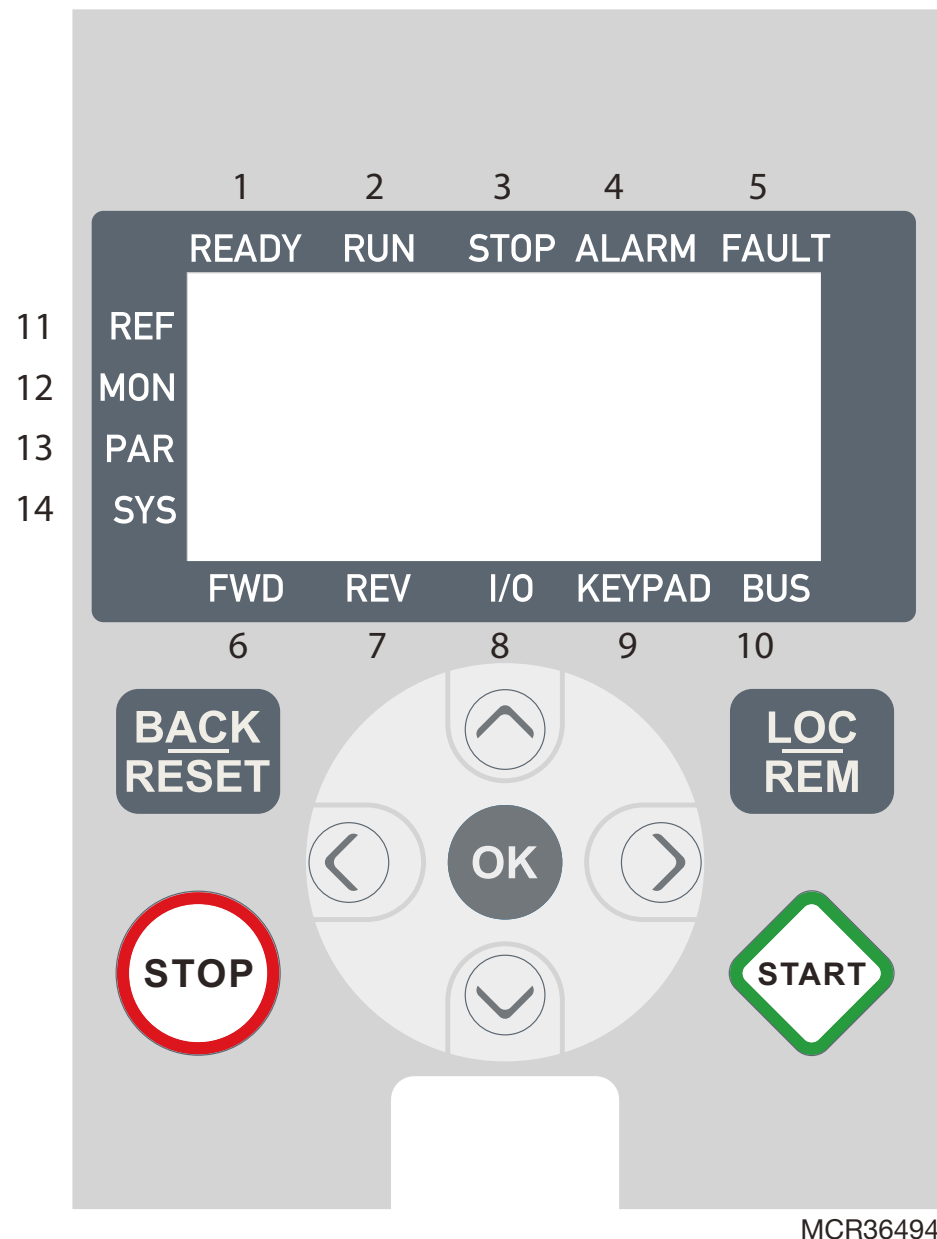 1 2 3 4 5
READY RUN STOP ALARM FAULT
11 REF
12 MON
13 PAR
14 SYS
FWD REV I/O KEYPAD BUS
6 7 8 9 10
BACK
RESET
LOC
REM
OK
STOP
START
MCR36494